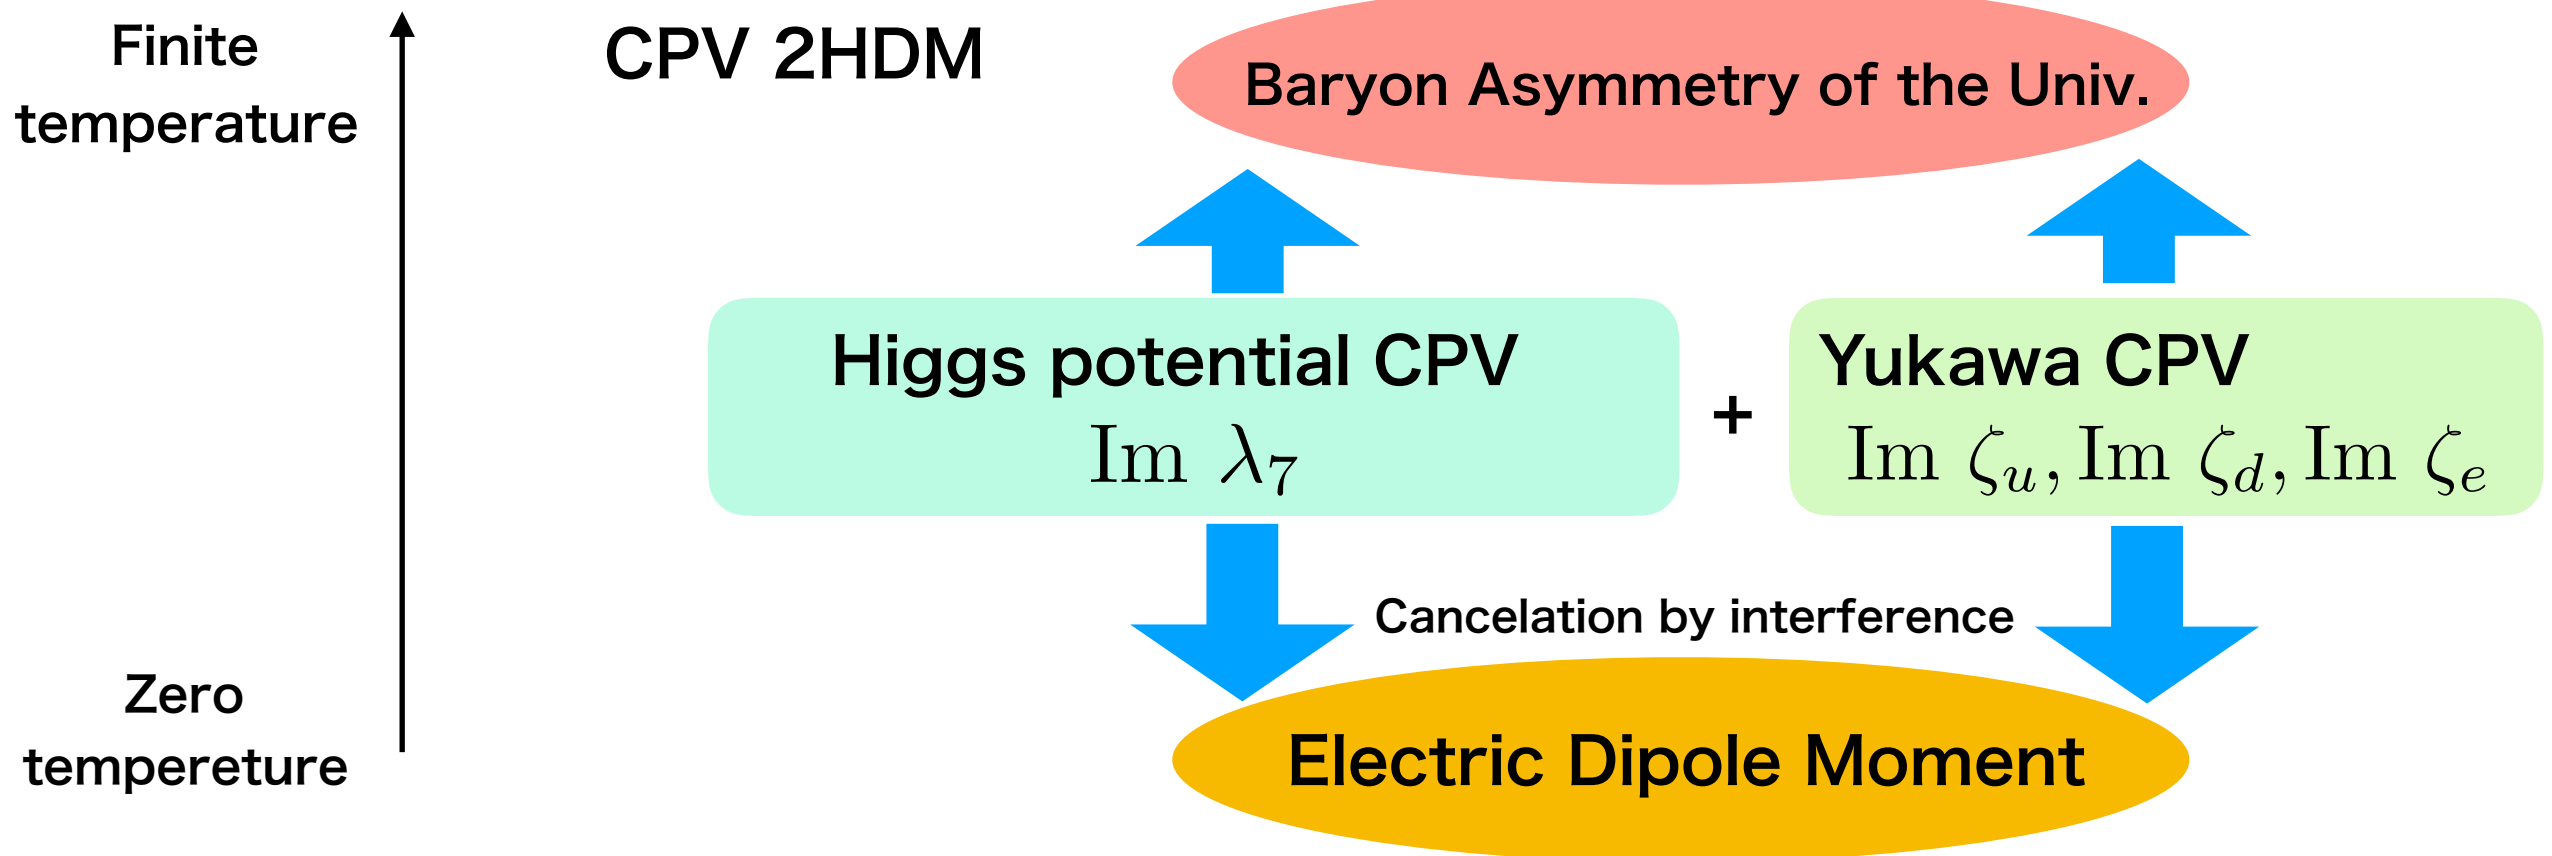 Finite
temperature
CPV 2HDM
Baryon Asymmetry of the Univ.
Higgs potential CPV
Im λ₇
+
Yukawa CPV
Im ζᵤ, Im ζ_d, Im ζₑ
Cancelation by interference
Zero
tempereture
Electric Dipole Moment